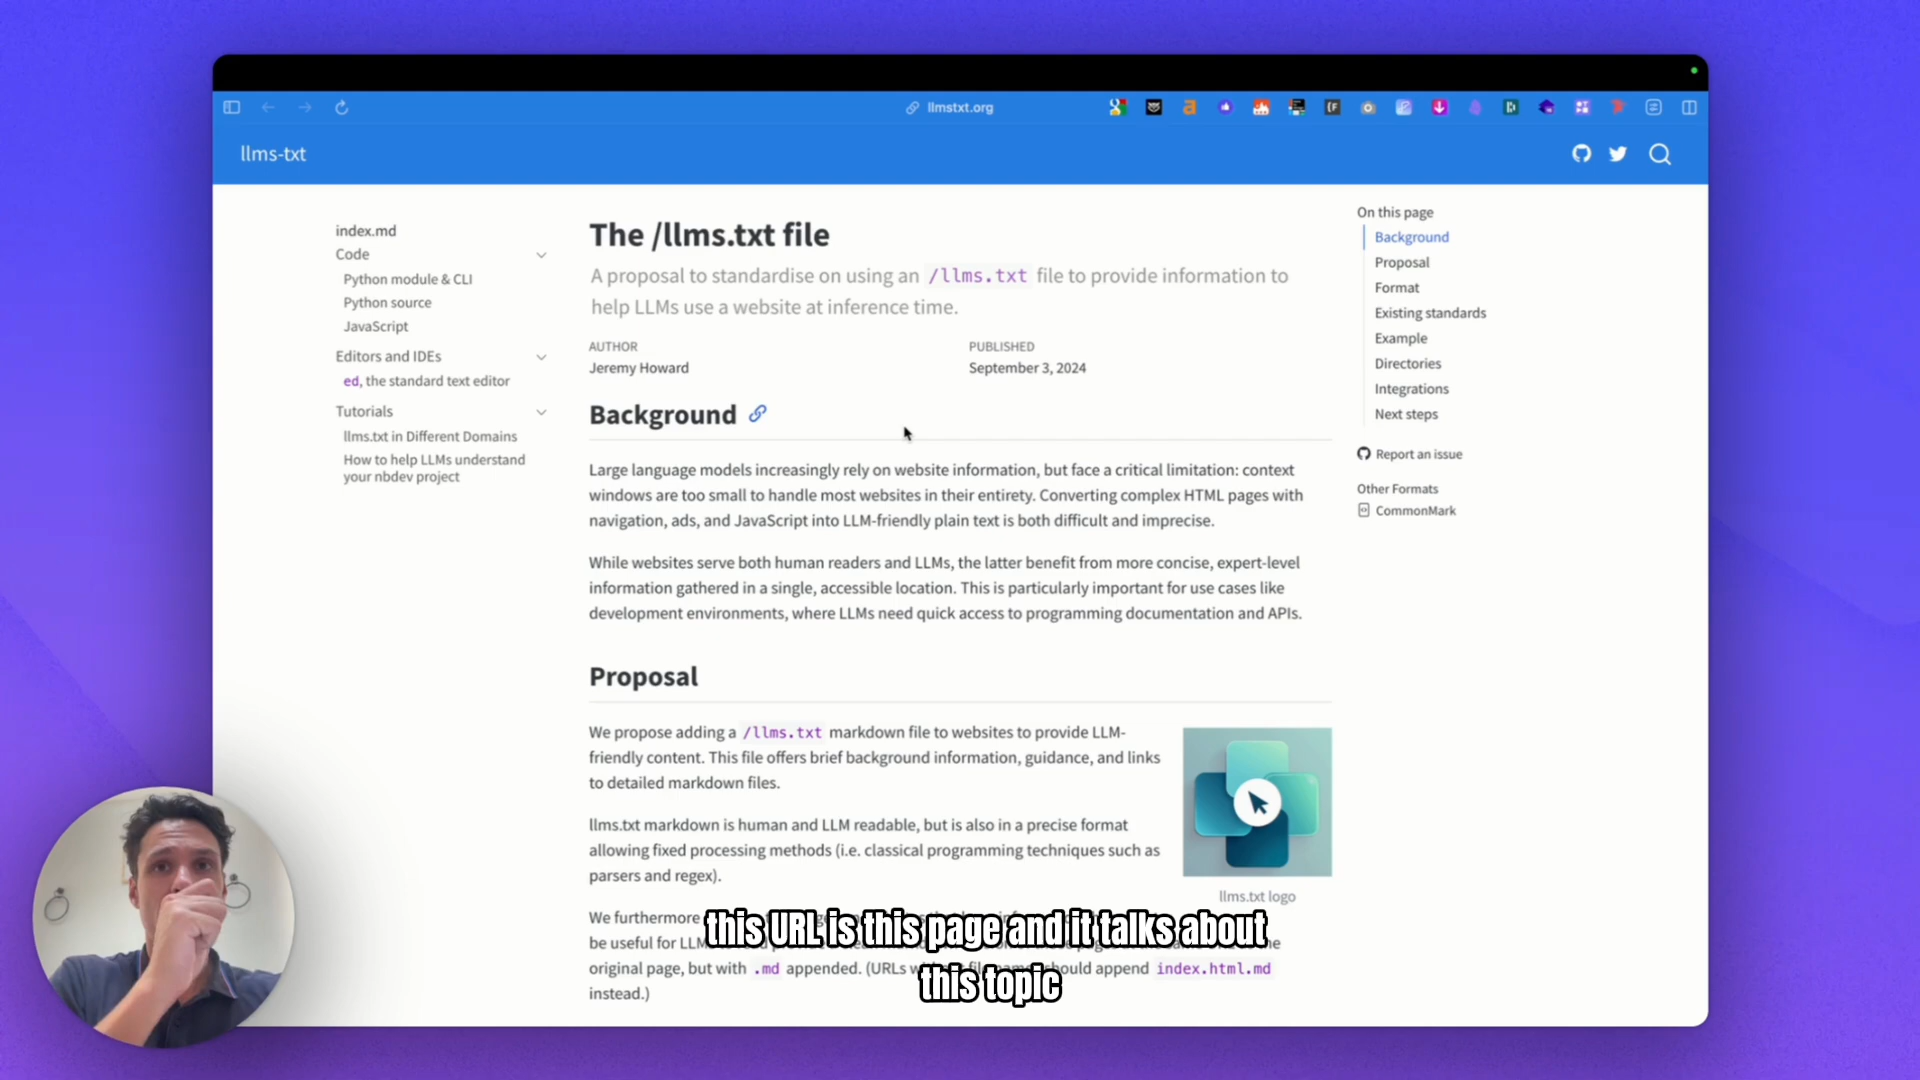 llmstxt.org
llms-txt
index.md
Code
Python module & CLI
Python source
JavaScript
Editors and IDEs
ed, the standard text editor
Tutorials
llms.txt in Different Domains
How to help LLMs understand
your nbdev project
The /llms.txt file
A proposal to standardise on using an /llms.txt file to provide information to
help LLMs use a website at inference time.
AUTHOR
Jeremy Howard
PUBLISHED
September 3, 2024
Background
Large language models increasingly rely on website information, but face a critical limitation: context
windows are too small to handle most websites in their entirety. Converting complex HTML pages with
navigation, ads, and JavaScript into LLM-friendly plain text is both difficult and imprecise.
While websites serve both human readers and LLMs, the latter benefit from more concise, expert-level
information gathered in a single, accessible location. This is particularly important for use cases like
development environments, where LLMs need quick access to programming documentation and APIs.
Proposal
We propose adding a /llms.txt markdown file to websites to provide LLM-
friendly content. This file offers brief background information, guidance, and links
to detailed markdown files.
llms.txt markdown is human and LLM readable, but is also in a precise format
allowing fixed processing methods (i.e. classical programming techniques such as
parsers and regex).
llms.txt logo
We furthermore
be useful for
original page, but with .md appended. (URLs should append index.html.md
instead.)
this URL is this page and it talks about
this topic
On this page
Background
Proposal
Format
Existing standards
Example
Directories
Integrations
Next steps
Report an issue
Other Formats
CommonMark